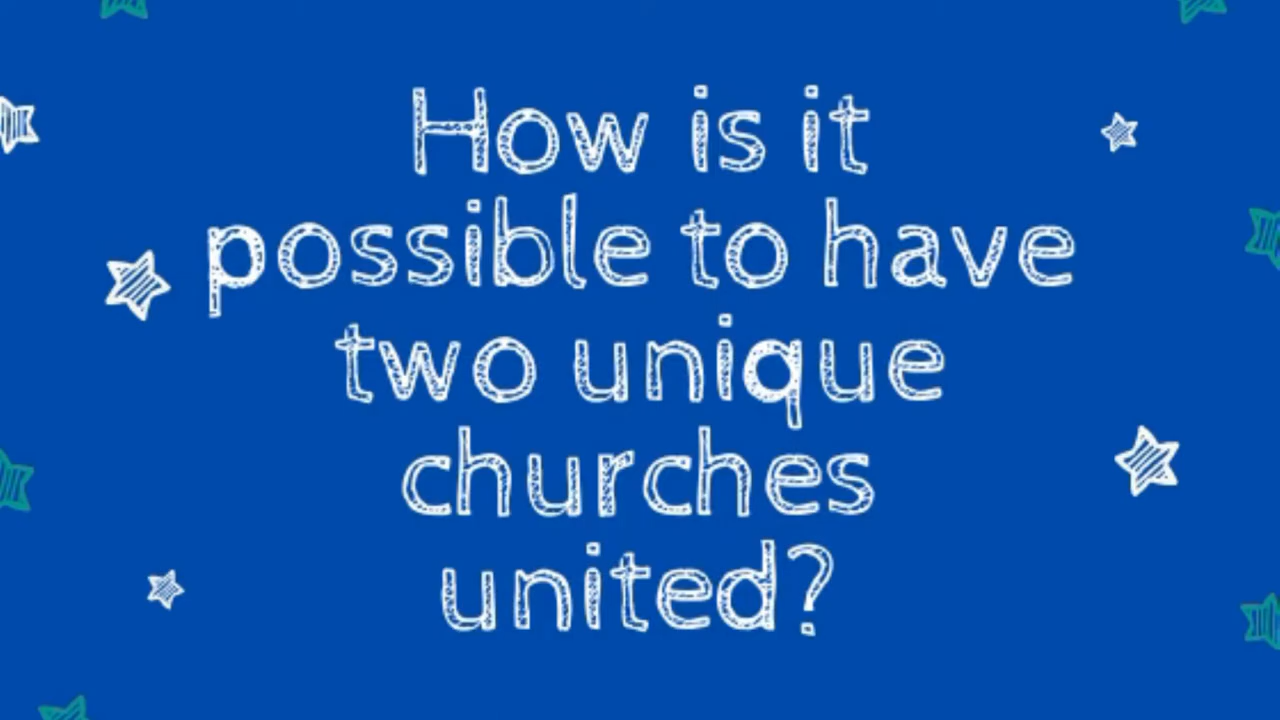 How is it
possible to have
two unique
churches
united?